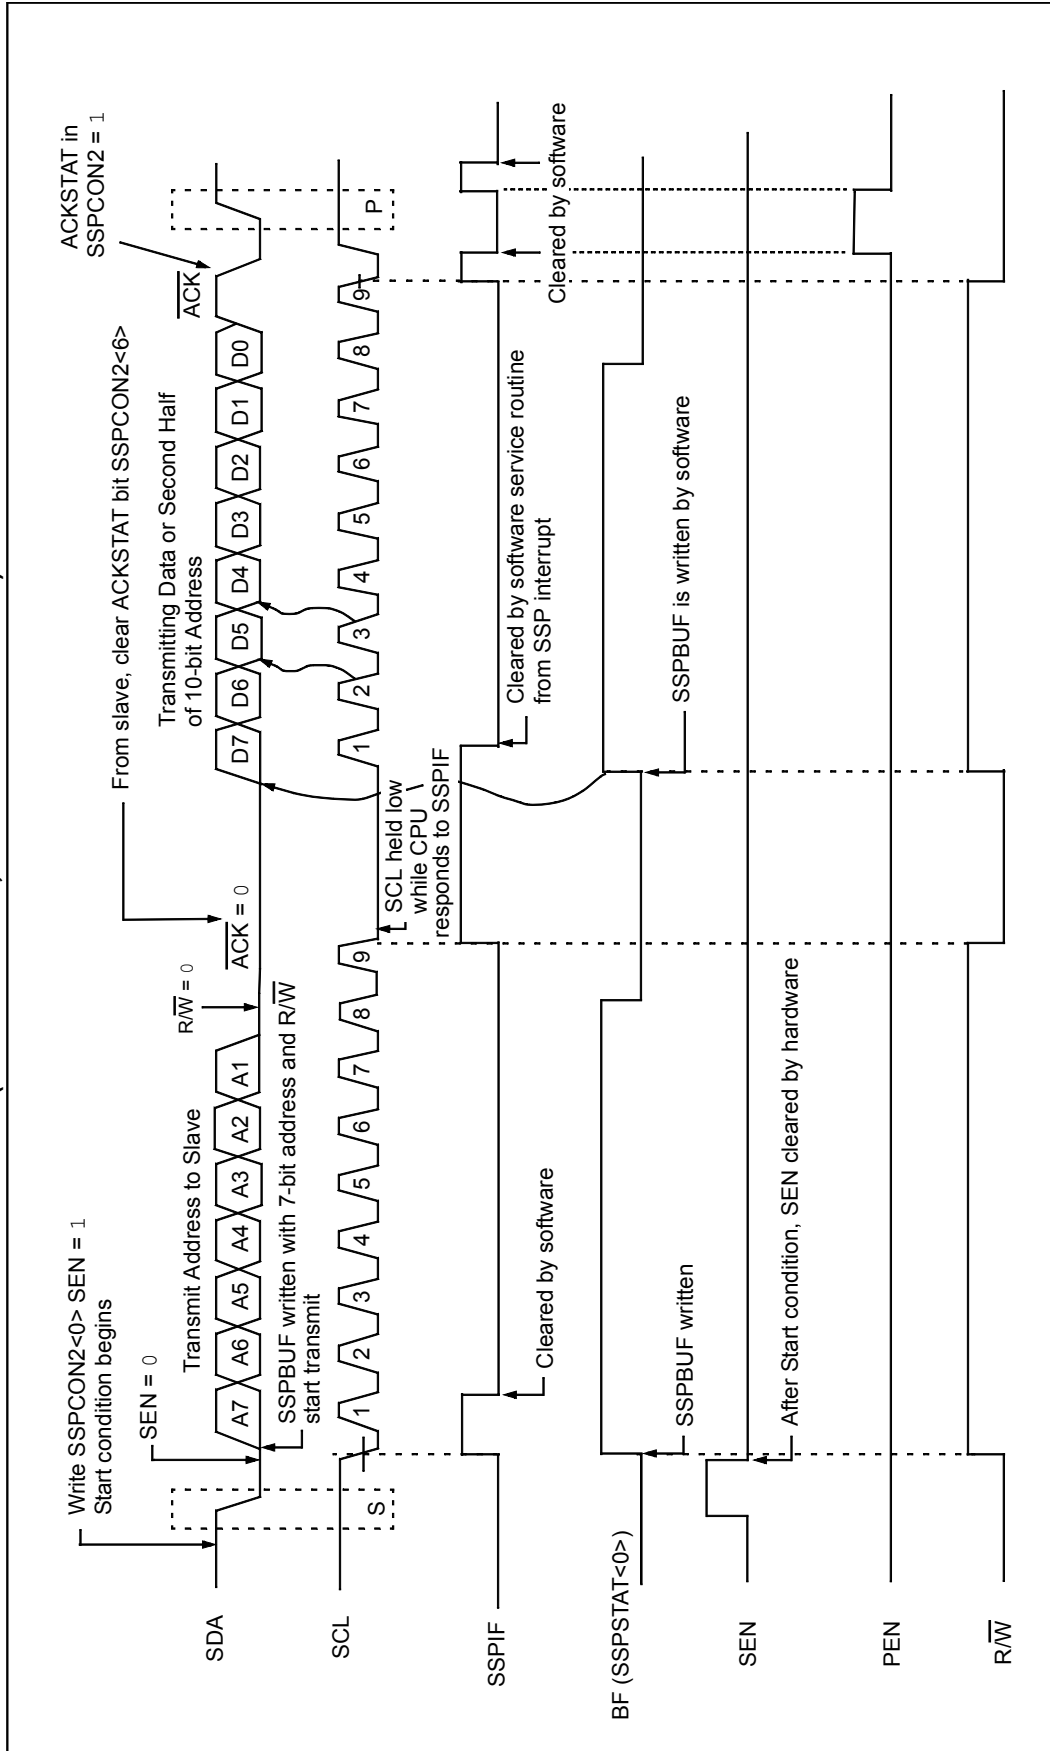 Write SSPCON2<0> SEN = 1
Start condition begins
SEN = 0
From slave, clear ACKSTAT bit SSPCON2<6>
ACKSTAT in
SSPCON2 = 1
Transmit Address to Slave
R/W = 0
ACK = 0
Transmitting Data or Second Half
of 10-bit Address
ACK
SDA
A7 A6 A5 A4 A3 A2 A1
D7 D6 D5 D4 D3 D2 D1 D0
SSPBUF written with 7-bit address and R/W
start transmit
SCL
S
1 2 3 4 5 6 7 8 9
1 2 3 4 5 6 7 8 9
P
SCL held low
while CPU
responds to SSPIF
SSPIF
Cleared by software
Cleared by software service routine
from SSP interrupt
Cleared by software
BF (SSPSTAT<0>)
SSPBUF written
SSPBUF is written by software
SEN
After Start condition, SEN cleared by hardware
PEN
R/W